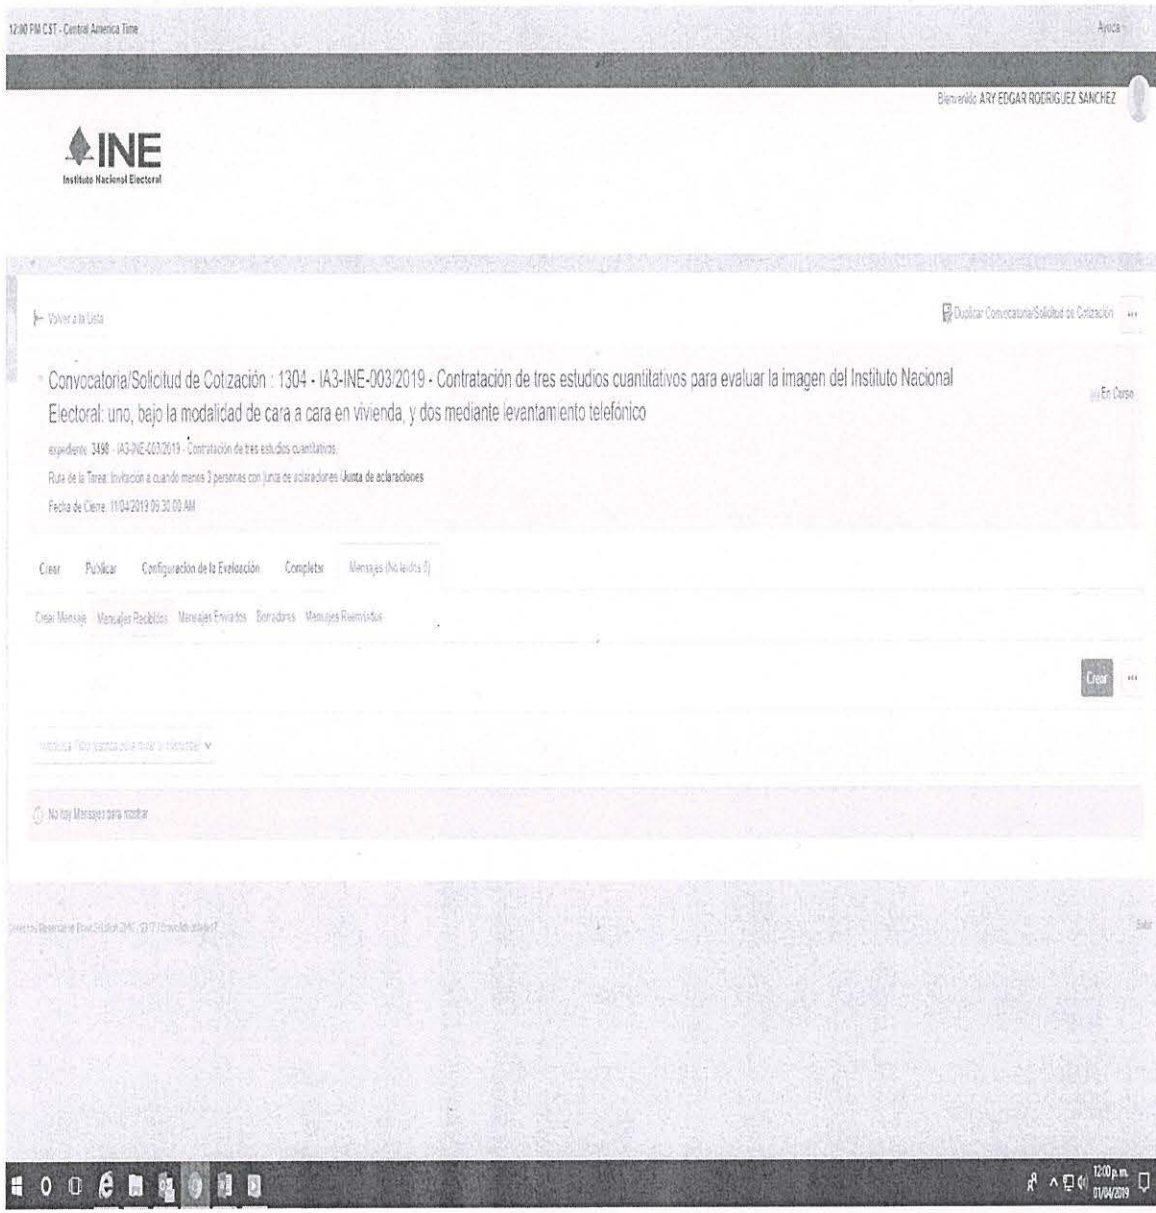 12:00 PM CST - Central America Time
Ayuda
Bienvenido ARY EDGAR RODRIGUEZ SANCHEZ
INE
Instituto Nacional Electoral
Volver a la Lista
Duplicar Convocatoria/Solicitud de Cotización
Convocatoria/Solicitud de Cotización : 1304 - IA3-INE-003/2019 - Contratación de tres estudios cuantitativos para evaluar la imagen del Instituto Nacional
Electoral: uno, bajo la modalidad de cara a cara en vivienda, y dos mediante levantamiento telefónico
En Curso
expediente: 3498 - IA3-INE-003/2019 - Contratación de tres estudios cuantitativos
Ruta de la Tarea: Invitación a cuando menos 3 personas con junta de aclaraciones /Junta de aclaraciones
Fecha de Cierre: 11/04/2019 09:30:00 AM
Crear Publicar Configuración de la Evaluación Completar Mensajes (No leídos 0)
Crear Mensaje Mensajes Recibidos Mensajes Enviados Borradores Mensajes Reenviados
Crear
No hay Mensajes para mostrar
Subir
12:00 p.m.
01/04/2019